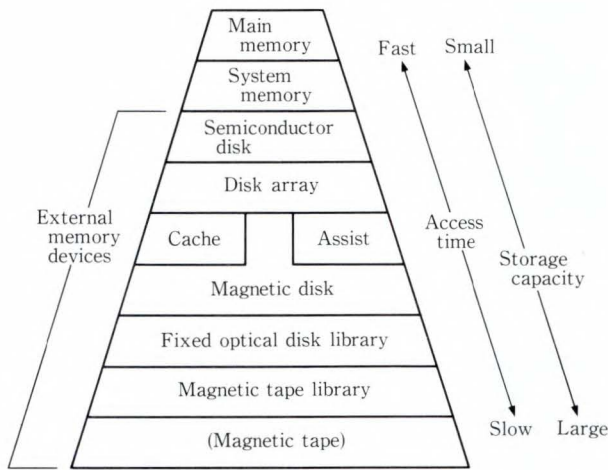 Main
memory
Fast
Small
System
memory
Semiconductor
disk
Disk array
External
memory
devices
Cache
Assist
Access
time
Storage
capacity
Magnetic disk
Fixed optical disk library
Magnetic tape library
(Magnetic tape)
Slow
Large